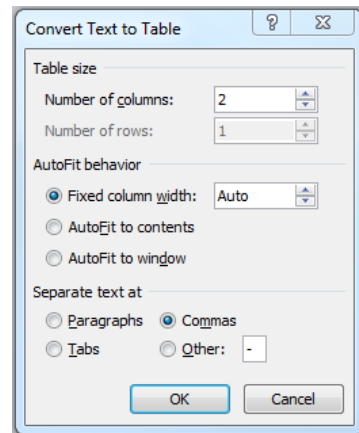 Convert Text to Table
Table size
Number of columns: 2
Number of rows: 1
AutoFit behavior
Fixed column width: Auto
AutoFit to contents
AutoFit to window
Separate text at
Paragraphs Commas
Tabs Other: -
OK Cancel